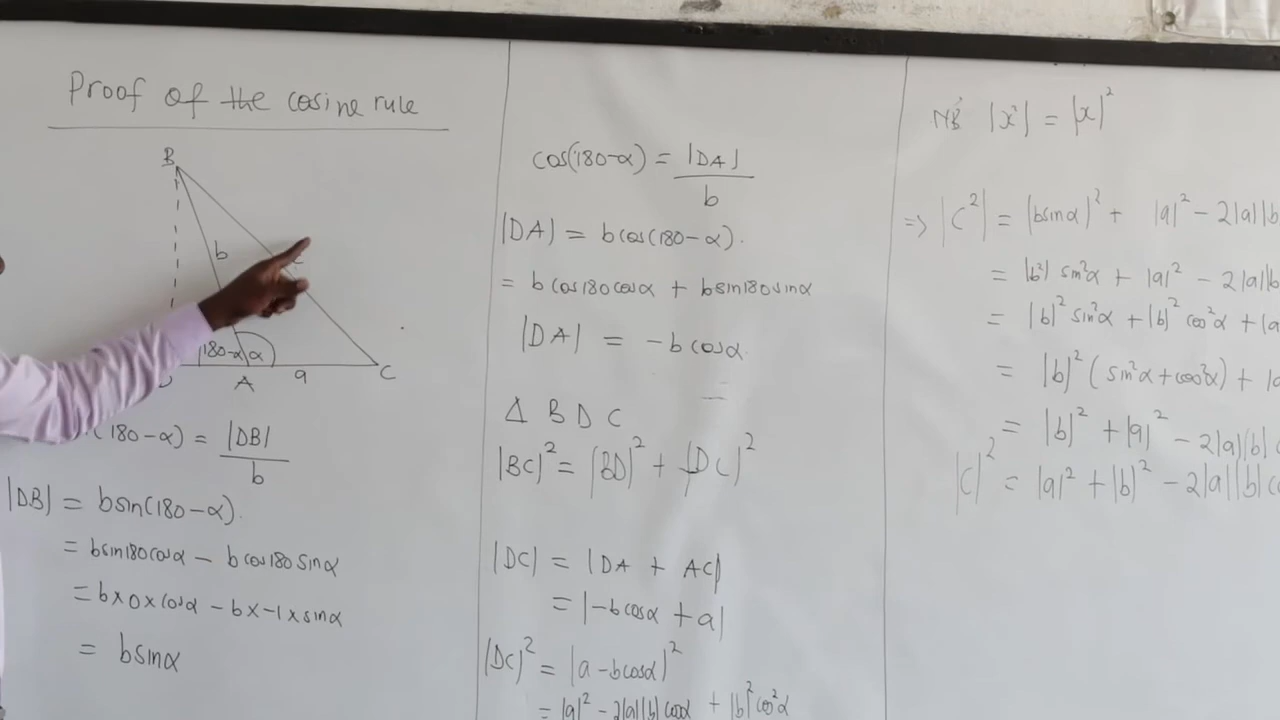 Proof of the cosine rule
B
b
c
180-α α
A a C
(180-α) = |DB| / b
|DB| = bsin(180-α).
= bsin180cosα - bcos180sinα
= b×0×cosα - b×-1×sinα
= bsinα
cos(180-α) = |DA| / b
|DA| = bcos(180-α).
= bcos180cosα + bsin180sinα
|DA| = -bcosα
Δ BDC
|BC|² = |BD|² + |DC|²
|DC| = |DA + AC|
= |-bcosα + a|
|DC|² = |a - bcosα|²
= |a|² - 2|a||b|cosα + |b|²cos²α
NB |x²| = |x|²
=> |C²| = |bsinα|² + |a|² - 2|a||b
= |b²| sin²α + |a|² - 2|a||b
= |b|² sin²α + |b|² cos²α + |a
= |b|² (sin²α + cos²α) + |a
= |b|² + |a|² - 2|a||b| c
|C|² = |a|² + |b|² - 2|a||b| co